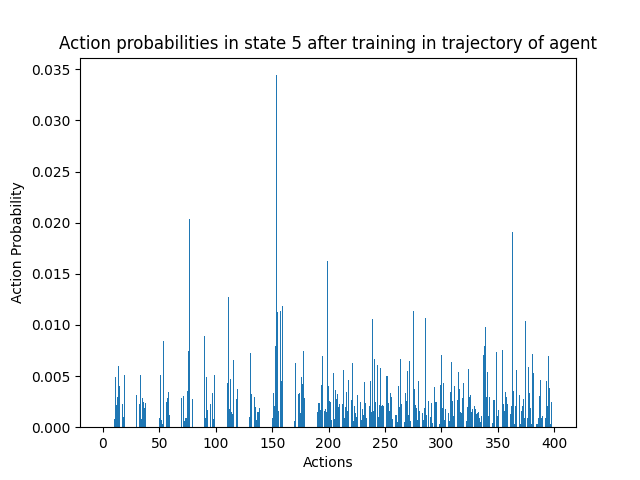 Action probabilities in state 5 after training in trajectory of agent
0.035
0.030
0.025
0.020
0.015
0.010
0.005
0.000
Action Probability
0 50 100 150 200 250 300 350 400
Actions